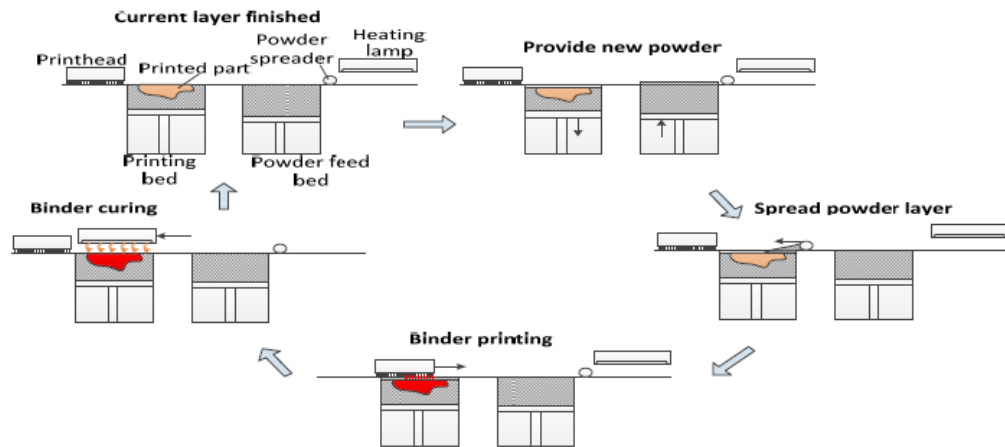 Current layer finished
Printhead
Printed part
Powder
spreader
Heating
lamp
Printing
bed
Powder feed
bed
Provide new powder
Spread powder layer
Binder printing
Binder curing